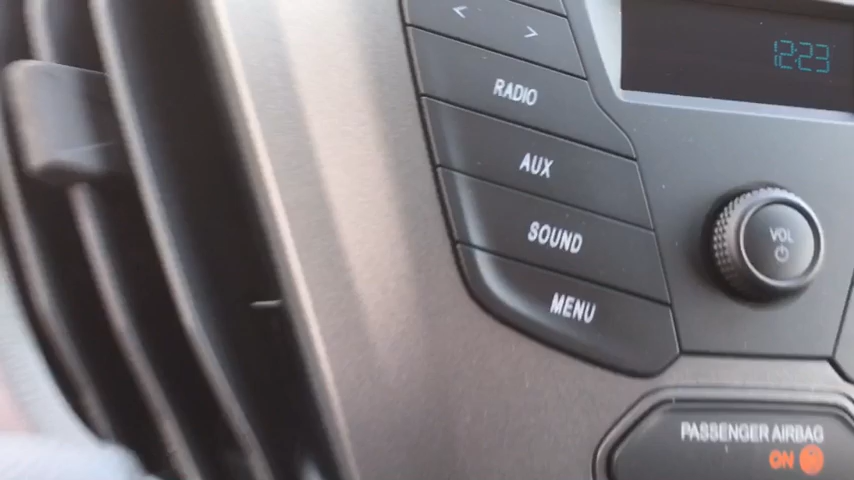 < >
12:23
RADIO
AUX
SOUND
VOL
MENU
PASSENGER AIRBAG
ON